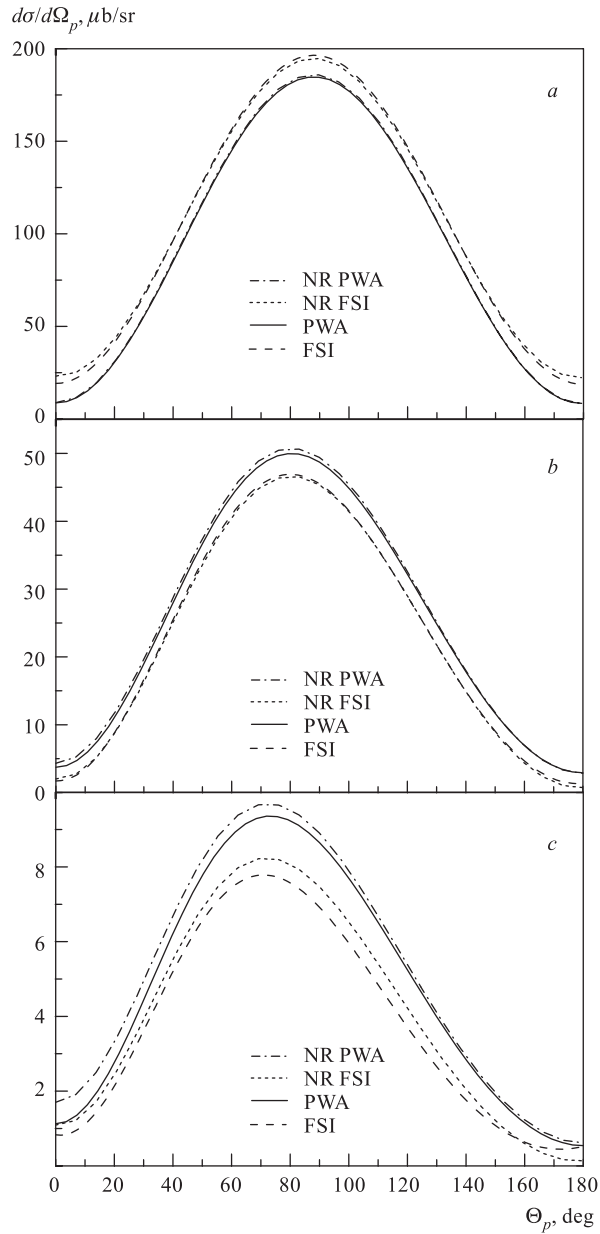 dσ/dΩp, μb/sr
200
a
150
100
NR PWA
NR FSI
50
PWA
FSI
0
50
b
40
30
20
NR PWA
NR FSI
10
PWA
FSI
0
c
8
6
4
NR PWA
NR FSI
2
PWA
FSI
0 20 40 60 80 100 120 140 160 180
Θp, deg